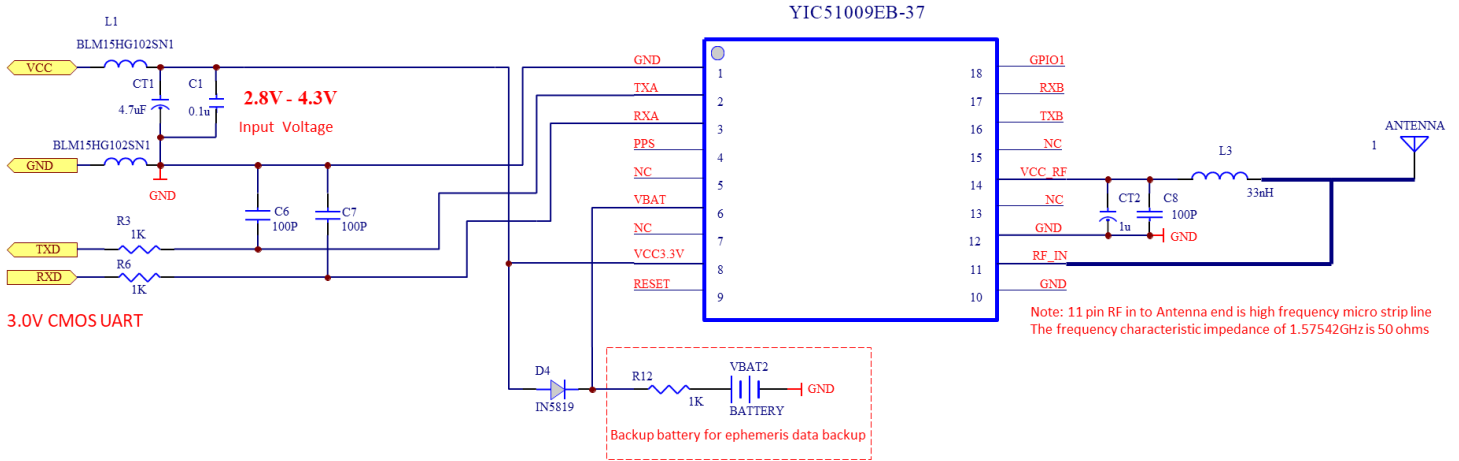 YIC51009EB-37
L1
BLM15HG102SN1
VCC
CT1
4.7uF
C1
0.1u
2.8V - 4.3V
Input Voltage
BLM15HG102SN1
GND
GND
C6
100P
C7
100P
R3
1K
TXD
R6
RXD
1K
3.0V CMOS UART
GND
1
TXA
2
RXA
3
PPS
4
NC
5
VBAT
6
NC
7
VCC3.3V
8
RESET
9
GPIO1
18
RXB
17
TXB
16
NC
15
VCC_RF
14
NC
13
GND
12
RF_IN
11
GND
10
ANTENNA
1
L3
33nH
CT2
1u
C8
100P
GND
Note: 11 pin RF in to Antenna end is high frequency micro strip line
The frequency characteristic impedance of 1.57542GHz is 50 ohms
D4
IN5819
R12
1K
VBAT2
BATTERY
GND
Backup battery for ephemeris data backup